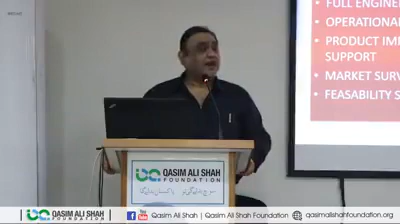 FULL ENGINE
OPERATIONAL
PRODUCT IM
SUPPORT
MARKET SURV
FEASABILITY S
QASIM ALI SHAH
FOUNDATION
QASIM ALI SHAH
FOUNDATION
Qasim Ali Shah | Qasim Ali Shah Foundation
qasimalishahfoundation.org